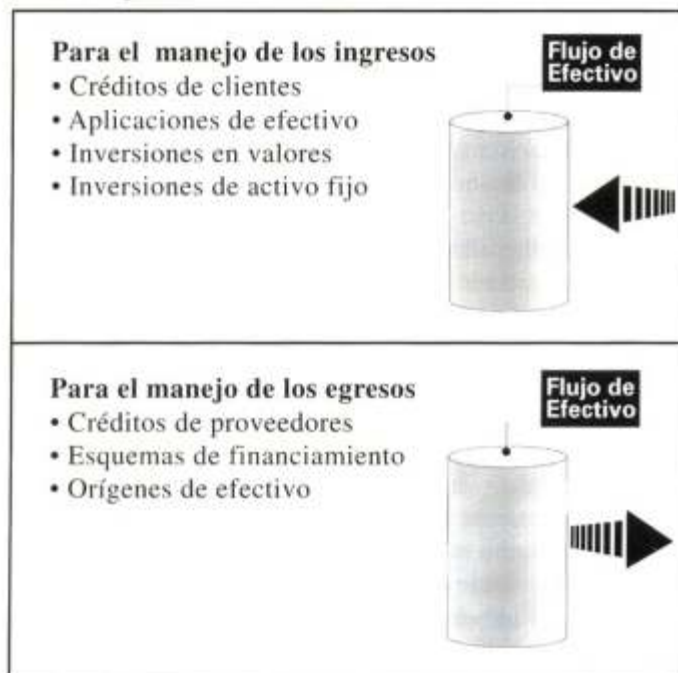 Para el manejo de los ingresos
• Créditos de clientes
• Aplicaciones de efectivo
• Inversiones en valores
• Inversiones de activo fijo
Flujo de
Efectivo
Para el manejo de los egresos
• Créditos de proveedores
• Esquemas de financiamiento
• Orígenes de efectivo
Flujo de
Efectivo